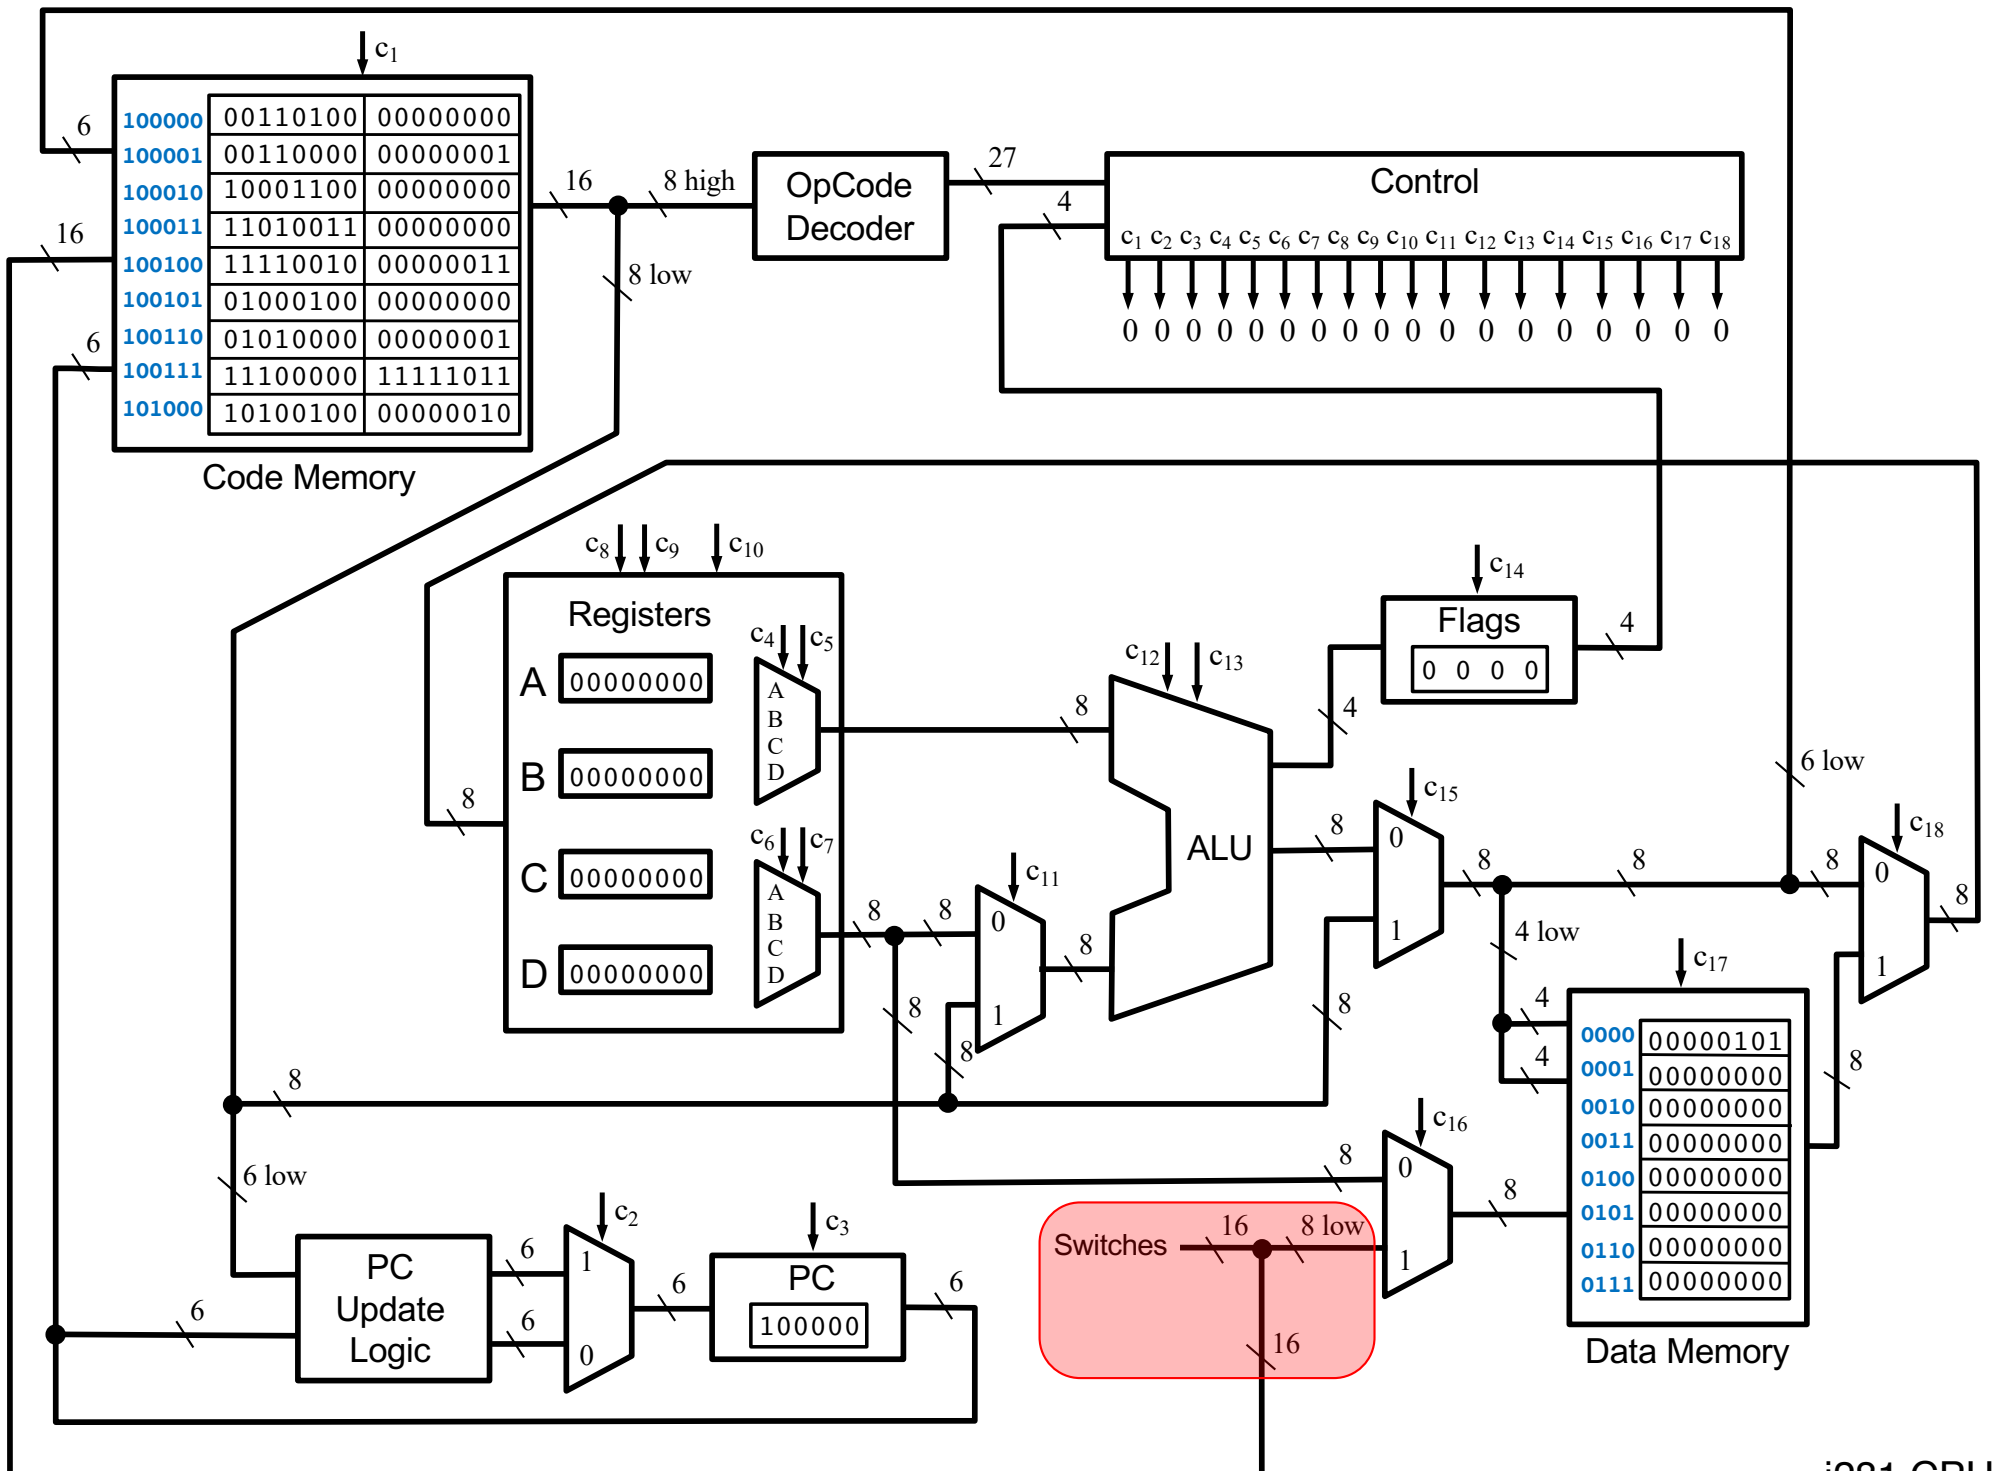 c1
6
100000 00110100 00000000
100001 00110000 00000001
100010 10001100 00000000
100011 11010011 00000000
100100 11110010 00000011
100101 01000100 00000000
100110 01010000 00000001
100111 11100000 11111011
101000 10100100 00000010
16
6
Code Memory
16
8 high
8 low
OpCode
Decoder
27
4
Control
c1 c2 c3 c4 c5 c6 c7 c8 c9 c10 c11 c12 c13 c14 c15 c16 c17 c18
0 0 0 0 0 0 0 0 0 0 0 0 0 0 0 0 0 0
c8 c9 c10
Registers
A 00000000
B 00000000
C 00000000
D 00000000
8
c4 c5
A
B
C
D
c6 c7
A
B
C
D
8
8
8
8
c11
0
1
8
8
c12 c13
8
ALU
4
c14
Flags
0 0 0 0
4
8
c15
0
1
8
8
8
8
6 low
c18
0
1
8
4 low
4
4
c17
0000 00000101
0001 00000000
0010 00000000
0011 00000000
0100 00000000
0101 00000000
0110 00000000
0111 00000000
Data Memory
8
8
c16
0
1
8
8
Switches
16
8 low
16
6 low
6
PC
Update
Logic
6
6
c2
1
0
6
c3
PC
100000
6